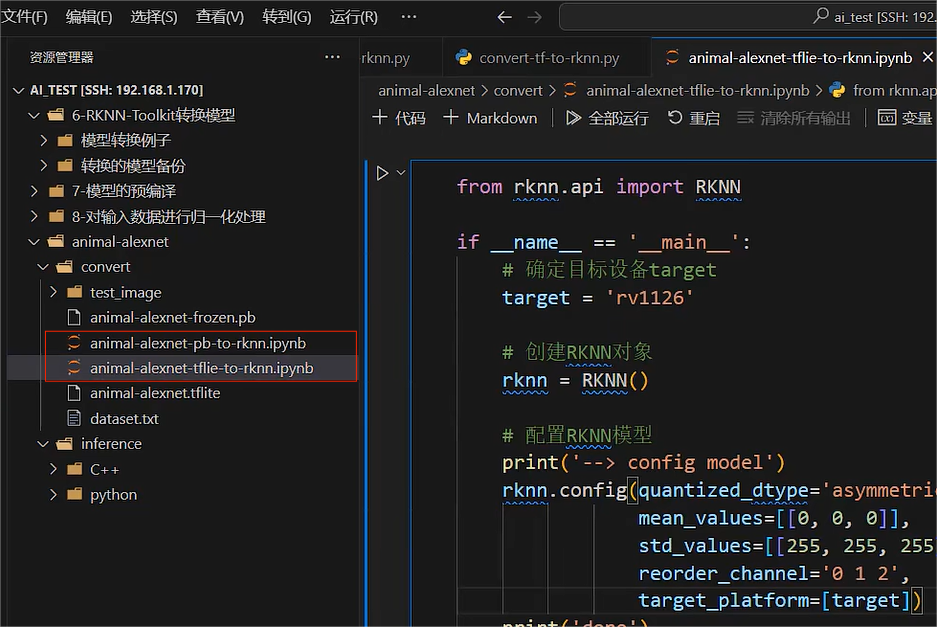 文件(F) 编辑(E) 选择(S) 查看(V) 转到(G) 运行(R) ··· ← → ai_test [SSH: 192.
资源管理器 ···
AI_TEST [SSH: 192.168.1.170]
6-RKNN-Toolkit转换模型
模型转换例子
转换的模型备份
7-模型的预编译
8-对输入数据进行归一化处理
animal-alexnet
convert
test_image
animal-alexnet-frozen.pb
animal-alexnet-pb-to-rknn.ipynb
animal-alexnet-tflie-to-rknn.ipynb
animal-alexnet.tflite
dataset.txt
inference
C++
python
rknn.py convert-tf-to-rknn.py animal-alexnet-tflie-to-rknn.ipynb
animal-alexnet > convert > animal-alexnet-tflie-to-rknn.ipynb > from rknn.ap
+ 代码 + Markdown 全部运行 重启 清除所有输出 变量
from rknn.api import RKNN
if __name__ == '__main__':
# 确定目标设备target
target = 'rv1126'
# 创建RKNN对象
rknn = RKNN()
# 配置RKNN模型
print('--> config model')
rknn.config(quantized_dtype='asymmetri
mean_values=[[0, 0, 0]],
std_values=[[255, 255, 255
reorder_channel='0 1 2',
target_platform=[target])
print('done')